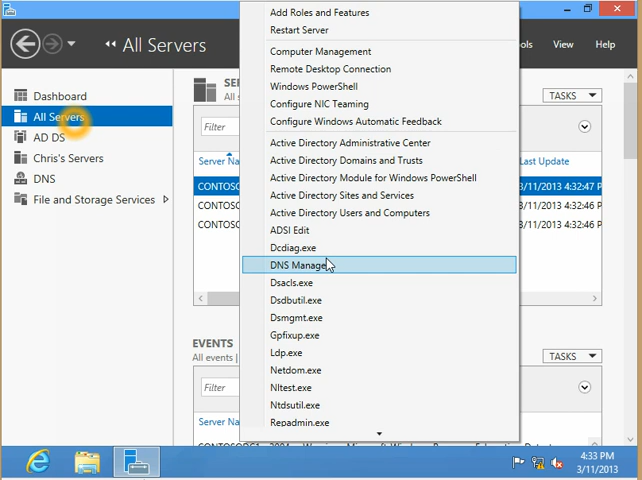 All Servers
ols View Help
Dashboard
All Servers
AD DS
Chris's Servers
DNS
File and Storage Services
Add Roles and Features
Restart Server
Computer Management
Remote Desktop Connection
Windows PowerShell
Configure NIC Teaming
Configure Windows Automatic Feedback
Active Directory Administrative Center
Active Directory Domains and Trusts
Active Directory Module for Windows PowerShell
Active Directory Sites and Services
Active Directory Users and Computers
ADSI Edit
Dcdiag.exe
DNS Manage
Dsacls.exe
Dsdbutil.exe
Dsmgmt.exe
Gpfixup.exe
Ldp.exe
Netdom.exe
Nltest.exe
Ntdsutil.exe
Repadmin.exe
SER
All s
TASKS
Filter
Server Na
Last Update
CONTOSO
3/11/2013 4:32:47 P
CONTOSO
3/11/2013 4:32:46 P
CONTOSO
3/11/2013 4:32:46 P
EVENTS
All events |
TASKS
Filter
Server Na
4:33 PM
3/11/2013